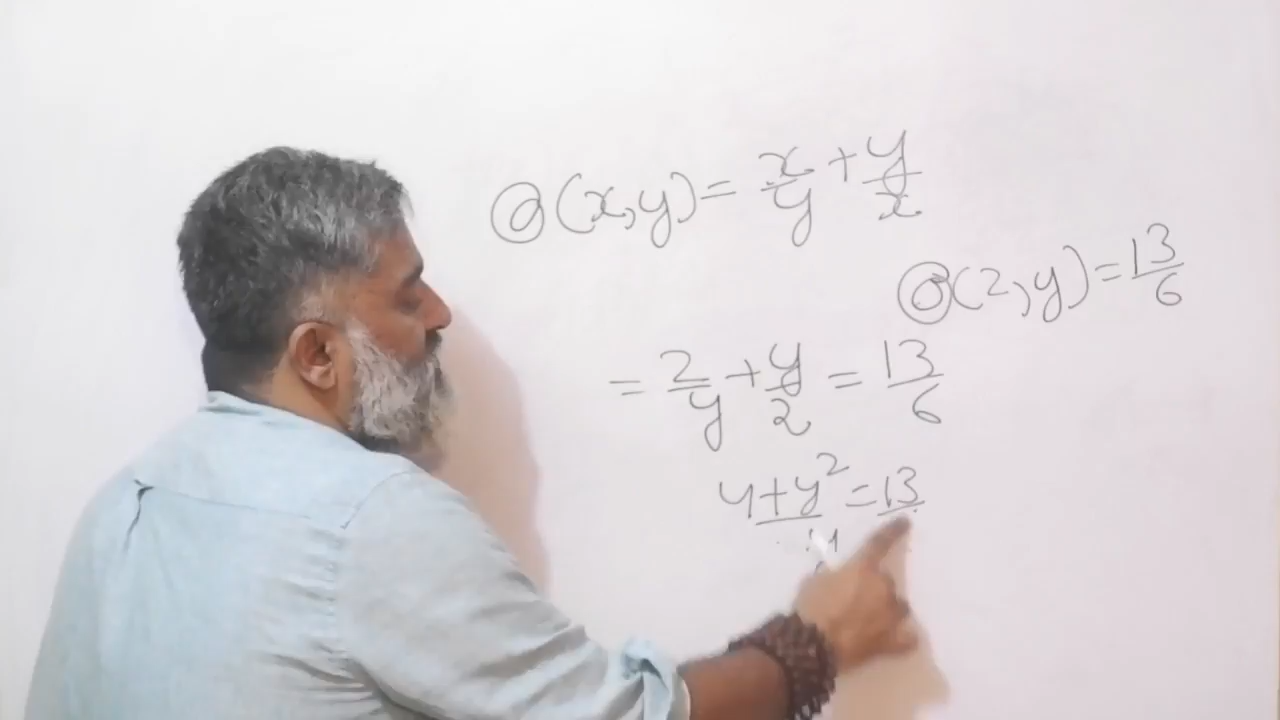 @(x,y) = x/y + y/x
@(2,y) = 13/6
= 2/y + y/2 = 13/6
4+y² = 13